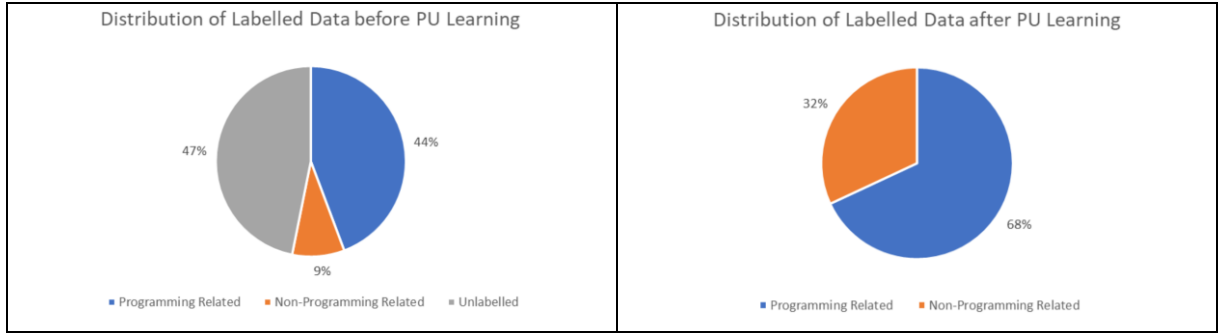 Distribution of Labelled Data before PU Learning
47%
44%
9%
Programming Related Non-Programming Related Unlabelled
Distribution of Labelled Data after PU Learning
32%
68%
Programming Related Non-Programming Related